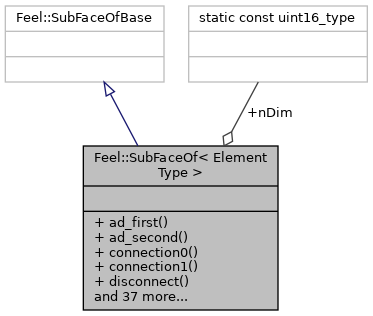 Feel::SubFaceOfBase
static const uint16_type
+nDim
Feel::SubFaceOf< Element
Type >
+ ad_first()
+ ad_second()
+ connection0()
+ connection1()
+ disconnect()
and 37 more...